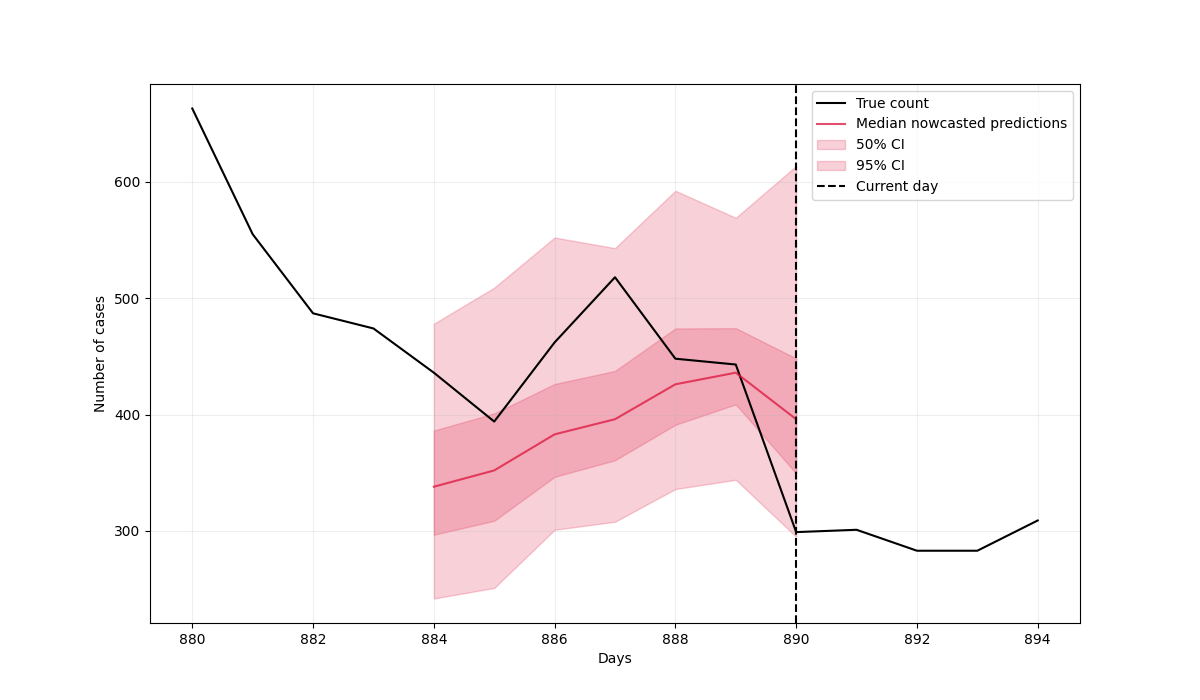 True count
Median nowcasted predictions
50% CI
95% CI
Current day
600
500
400
300
Number of cases
880 882 884 886 888 890 892 894
Days